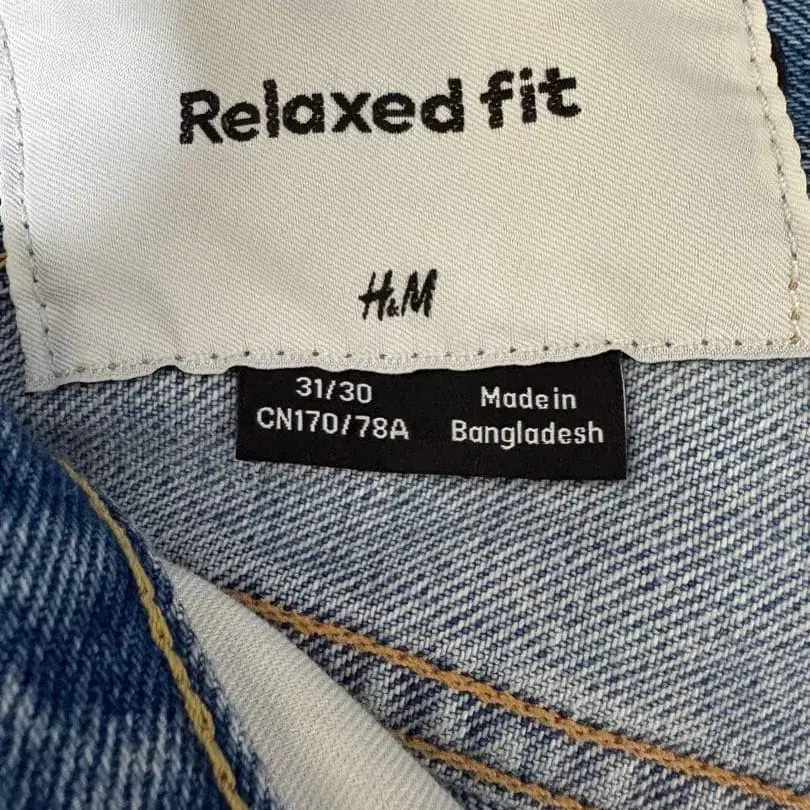 Relaxed fit
H&M
31/30
CN170/78A
Made in
Bangladesh